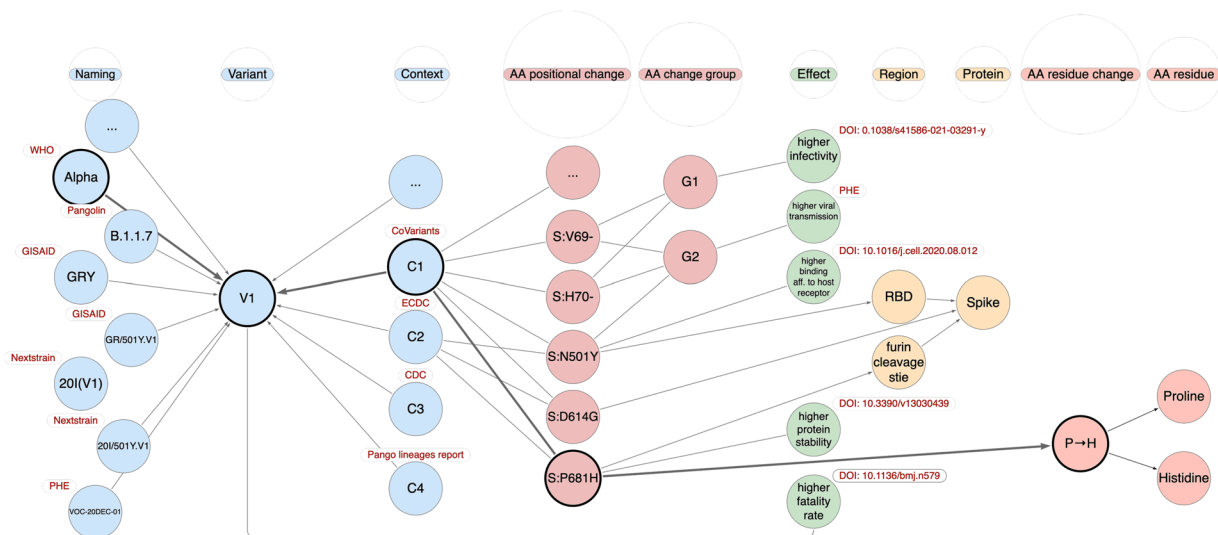 Naming
Variant
Context
AA positional change
AA change group
Effect
Region
Protein
AA residue change
AA residue
...
WHO
Alpha
Pangolin
B.1.1.7
GISAID
GRY
GISAID
GR/501Y.V1
Nextstrain
20I(V1)
Nextstrain
20I/501Y.V1
PHE
VOC-20DEC-01
V1
...
CoVariants
C1
ECDC
C2
CDC
C3
Pango lineages report
C4
...
S:V69-
S:H70-
S:N501Y
S:D614G
S:P681H
G1
G2
DOI: 0.1038/s41586-021-03291-y
higher
infectivity
PHE
higher viral
transmission
DOI: 10.1016/j.cell.2020.08.012
higher
binding
aff. to host
receptor
DOI: 10.3390/v13030439
higher
protein
stability
DOI: 10.1136/bmj.n579
higher
fatality
rate
RBD
furin
cleavage
stie
Spike
P→H
Proline
Histidine